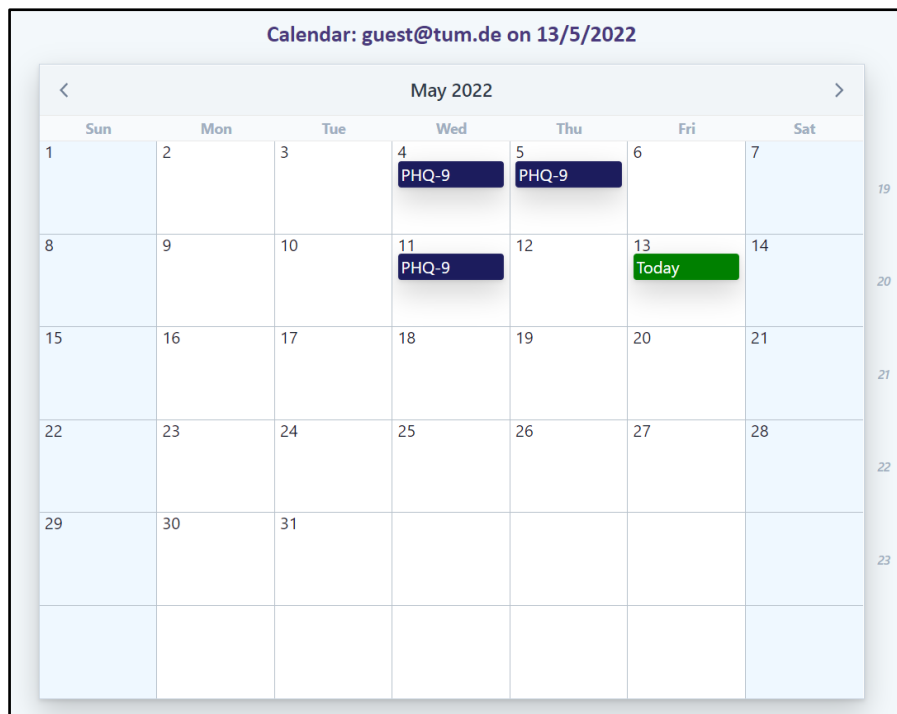 Calendar: guest@tum.de on 13/5/2022
May 2022
Sun Mon Tue Wed Thu Fri Sat
1 2 3 4 5 6 7
PHQ-9 PHQ-9
19
8 9 10 11 12 13 14
PHQ-9 Today
20
15 16 17 18 19 20 21
21
22 23 24 25 26 27 28
22
29 30 31
23